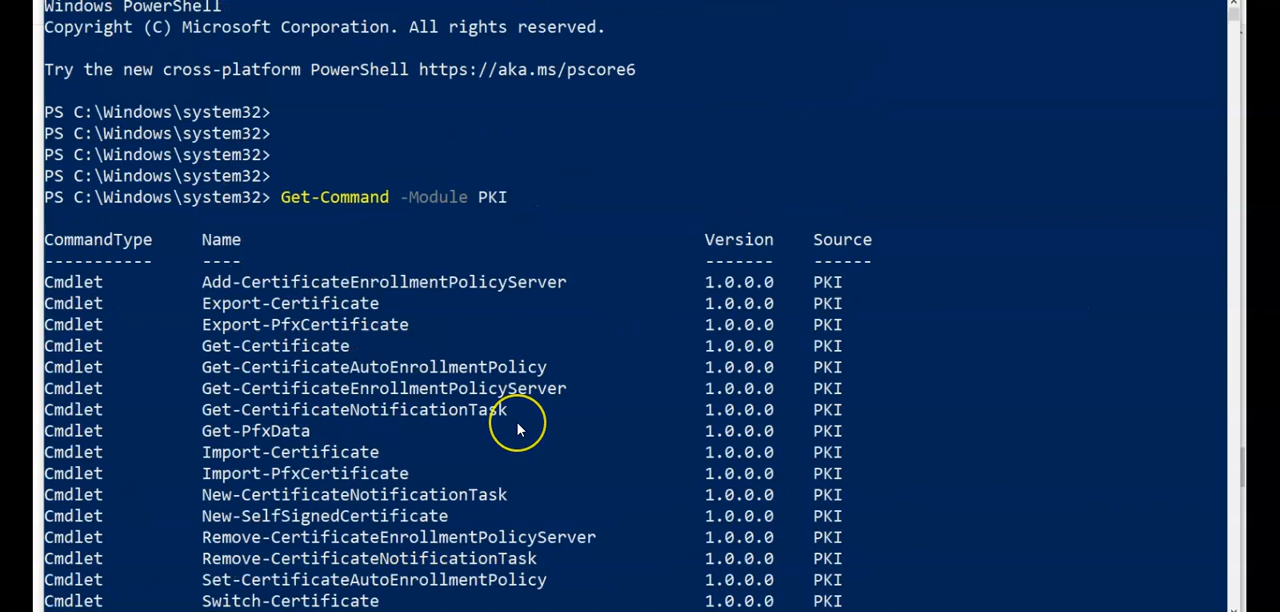 Windows PowerShell
Copyright (C) Microsoft Corporation. All rights reserved.
Try the new cross-platform PowerShell https://aka.ms/pscore6
PS C:\Windows\system32>
PS C:\Windows\system32>
PS C:\Windows\system32>
PS C:\Windows\system32>
PS C:\Windows\system32> Get-Command -Module PKI
CommandType Name Version Source
----------- ---- ------- ------
Cmdlet Add-CertificateEnrollmentPolicyServer 1.0.0.0 PKI
Cmdlet Export-Certificate 1.0.0.0 PKI
Cmdlet Export-PfxCertificate 1.0.0.0 PKI
Cmdlet Get-Certificate 1.0.0.0 PKI
Cmdlet Get-CertificateAutoEnrollmentPolicy 1.0.0.0 PKI
Cmdlet Get-CertificateEnrollmentPolicyServer 1.0.0.0 PKI
Cmdlet Get-CertificateNotificationTask 1.0.0.0 PKI
Cmdlet Get-PfxData 1.0.0.0 PKI
Cmdlet Import-Certificate 1.0.0.0 PKI
Cmdlet Import-PfxCertificate 1.0.0.0 PKI
Cmdlet New-CertificateNotificationTask 1.0.0.0 PKI
Cmdlet New-SelfSignedCertificate 1.0.0.0 PKI
Cmdlet Remove-CertificateEnrollmentPolicyServer 1.0.0.0 PKI
Cmdlet Remove-CertificateNotificationTask 1.0.0.0 PKI
Cmdlet Set-CertificateAutoEnrollmentPolicy 1.0.0.0 PKI
Cmdlet Switch-Certificate 1.0.0.0 PKI